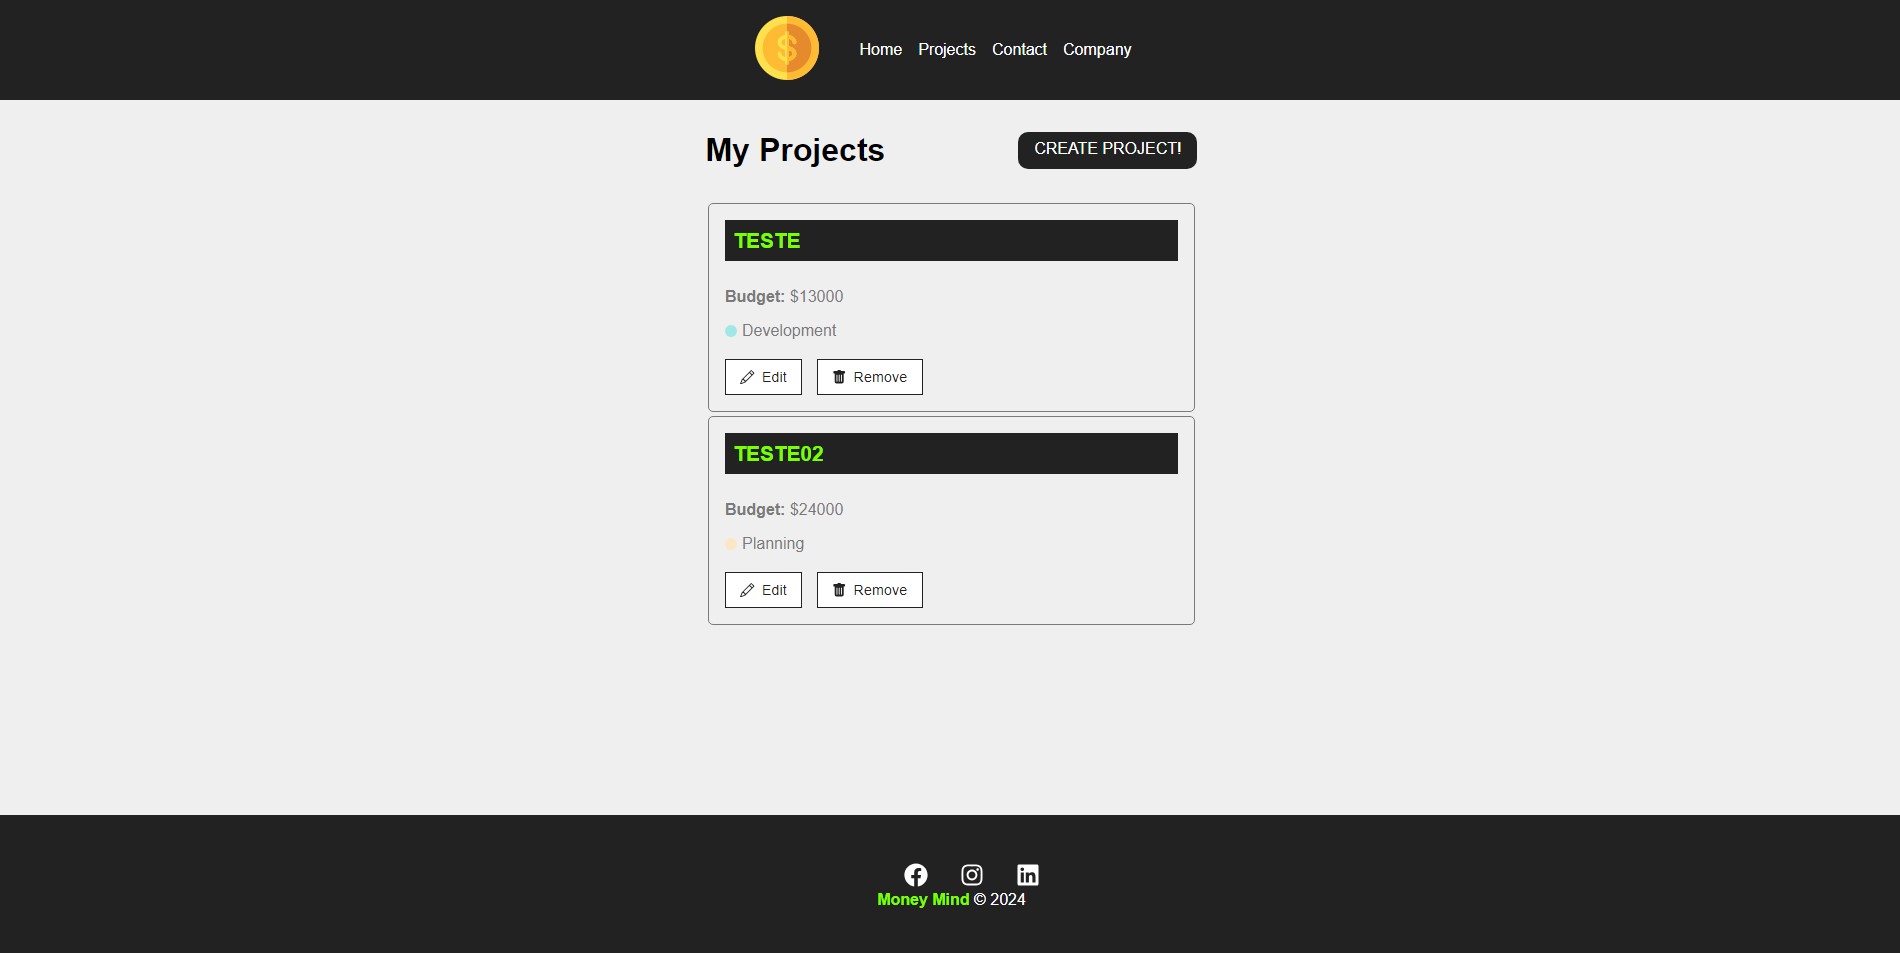 $
Home Projects Contact Company
My Projects
CREATE PROJECT!
TESTE
Budget: $13000
Development
Edit Remove
TESTE02
Budget: $24000
Planning
Edit Remove
Money Mind © 2024